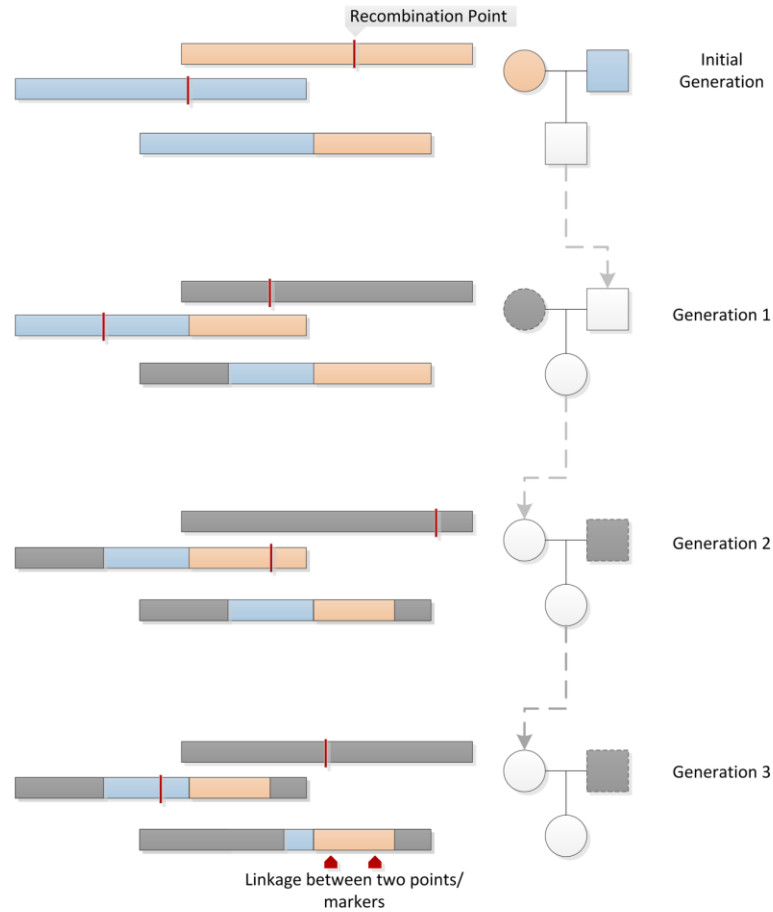 Recombination Point
Initial
Generation
Generation 1
Generation 2
Generation 3
Linkage between two points/
markers